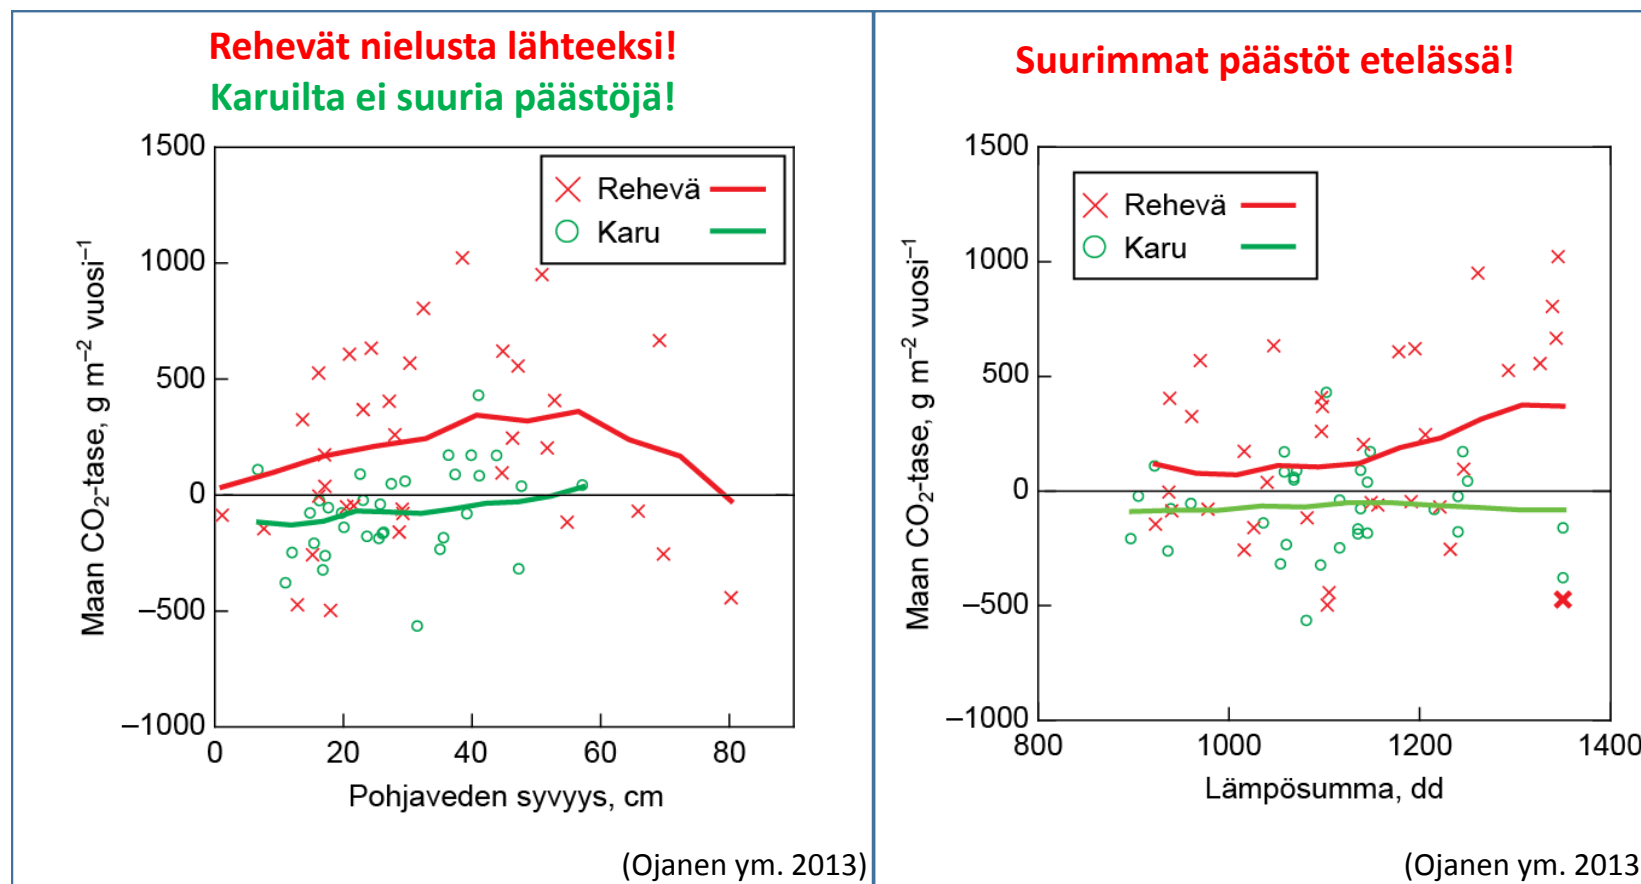 Rehevät nielusta lähteeksi!
Karuilta ei suuria päästöjä!
1500
1000
500
0
–500
–1000
Maan CO₂-tase, g m⁻² vuosi⁻¹
Rehevä
Karu
0 20 40 60 80
Pohjaveden syvyys, cm
(Ojanen ym. 2013)
Suurimmat päästöt etelässä!
1500
1000
500
0
–500
–1000
Maan CO₂-tase, g m⁻² vuosi⁻¹
Rehevä
Karu
800 1000 1200 1400
Lämpösumma, dd
(Ojanen ym. 2013